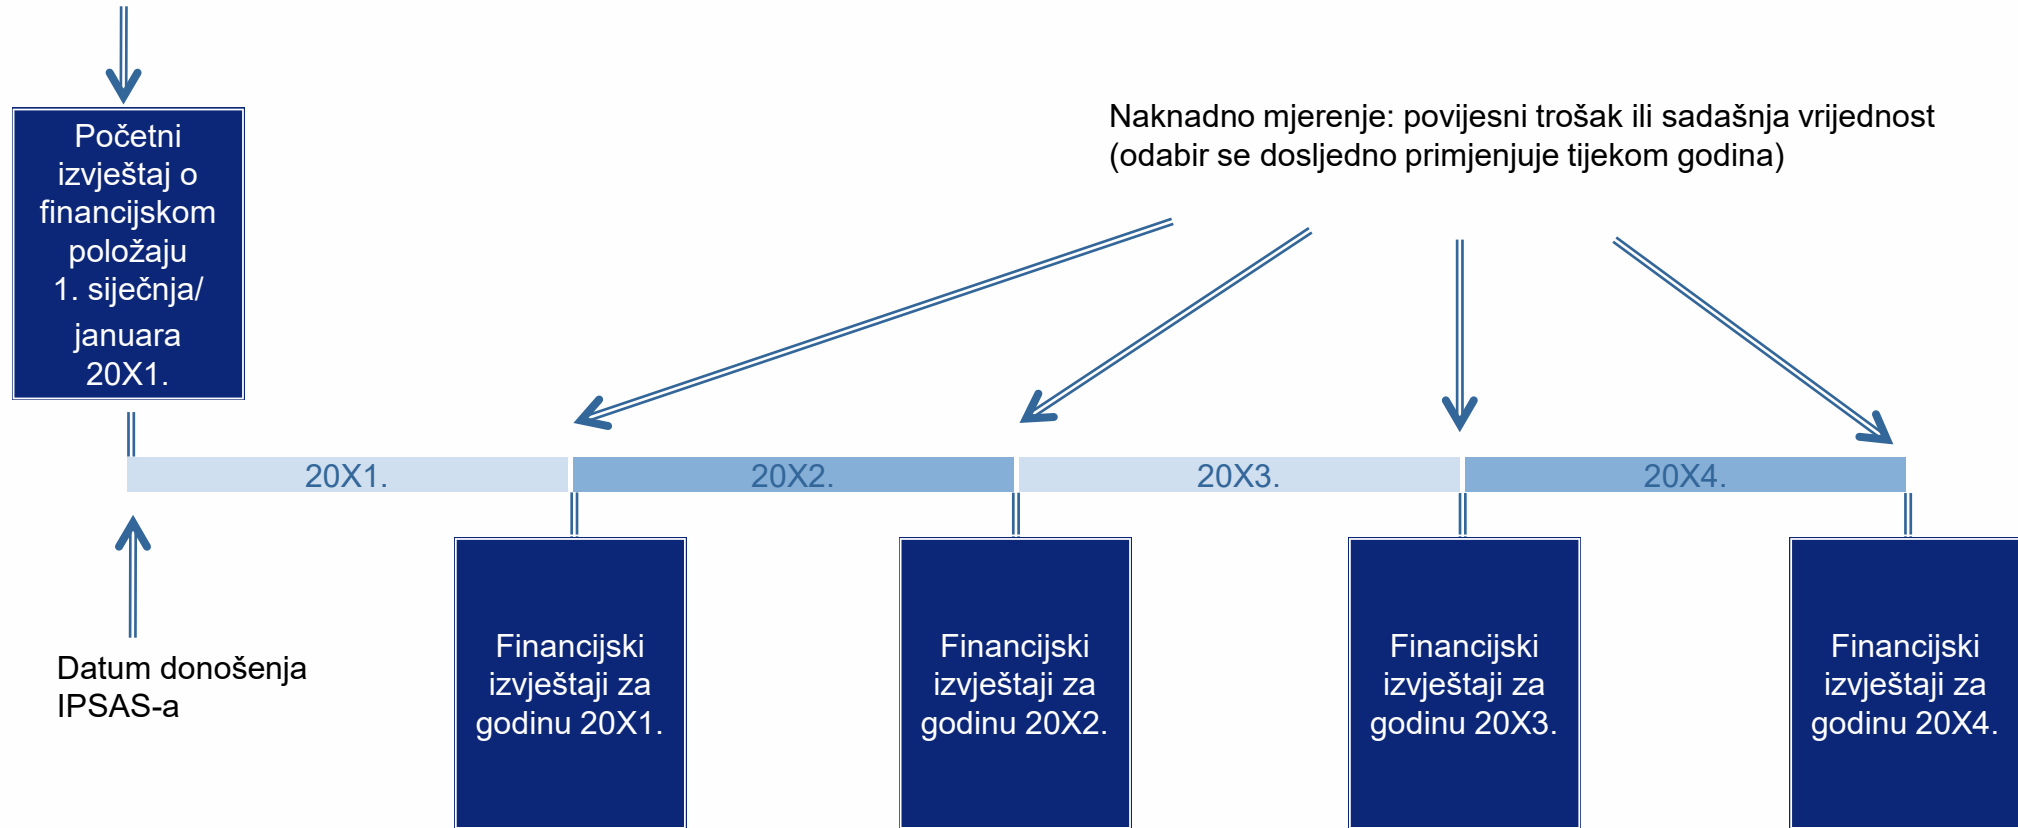 Početni
izvještaj o
financijskom
položaju
1. siječnja/
januara
20X1.
Naknadno mjerenje: povijesni trošak ili sadašnja vrijednost
(odabir se dosljedno primjenjuje tijekom godina)
20X1.
20X2.
20X3.
20X4.
Datum donošenja
IPSAS-a
Financijski
izvještaji za
godinu 20X1.
Financijski
izvještaji za
godinu 20X2.
Financijski
izvještaji za
godinu 20X3.
Financijski
izvještaji za
godinu 20X4.